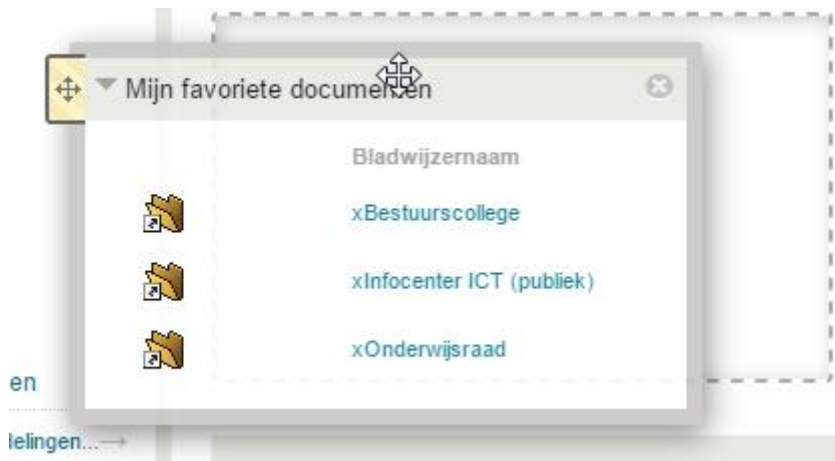 Mijn favoriete documenten
Bladwijzernaam
xBestuurscollege
xInfocenter ICT (publiek)
xOnderwijsraad
en
lelingen...→